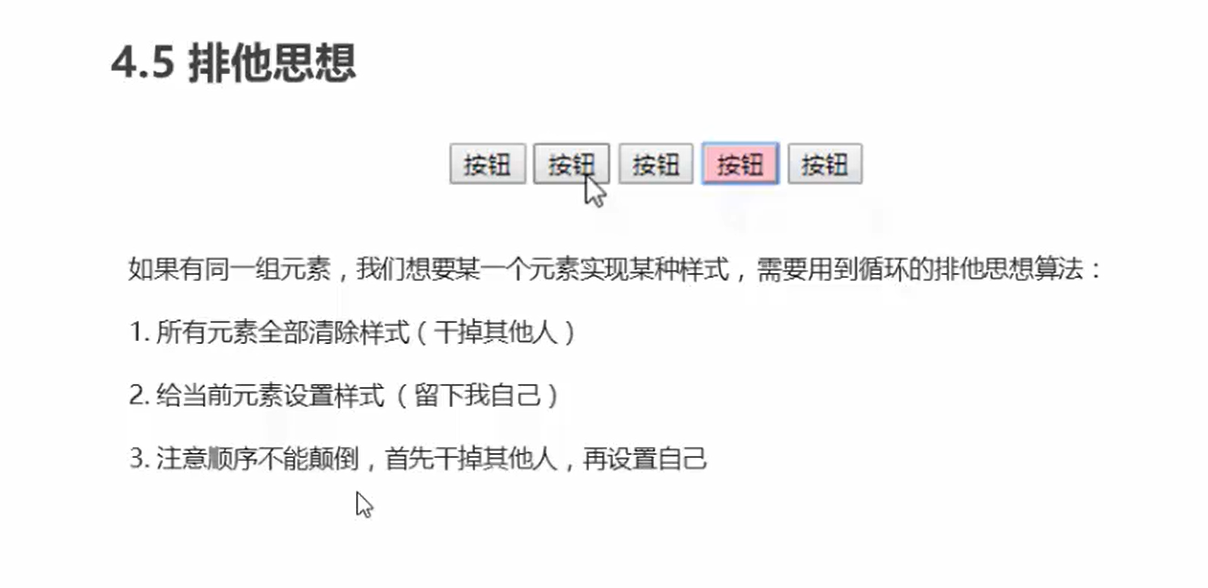 4.5 排他思想
按钮 按钮 按钮 按钮 按钮
如果有同一组元素，我们想要某一个元素实现某种样式，需要用到循环的排他思想算法：
1. 所有元素全部清除样式（干掉其他人）
2. 给当前元素设置样式 （留下我自己）
3. 注意顺序不能颠倒，首先干掉其他人，再设置自己